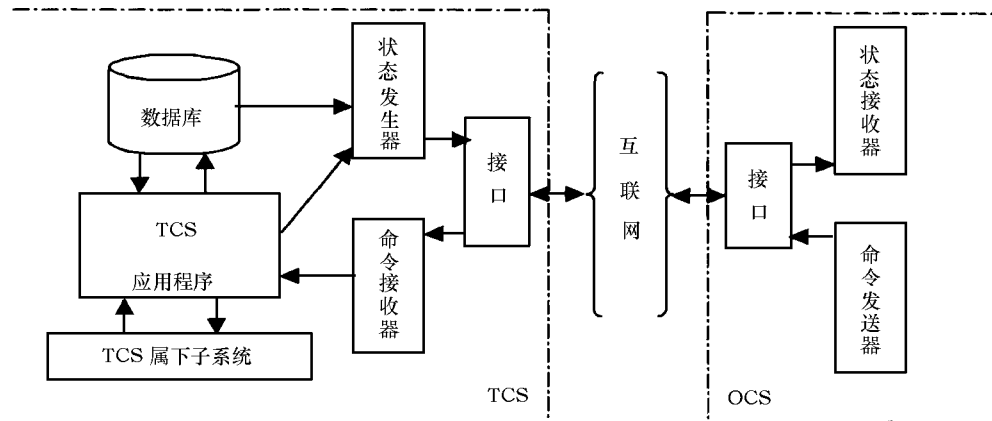 数据库
状态发生器
接口
互联网
接口
状态接收器
TCS
应用程序
命令接收器
命令发送器
TCS 属下子系统
TCS
OCS